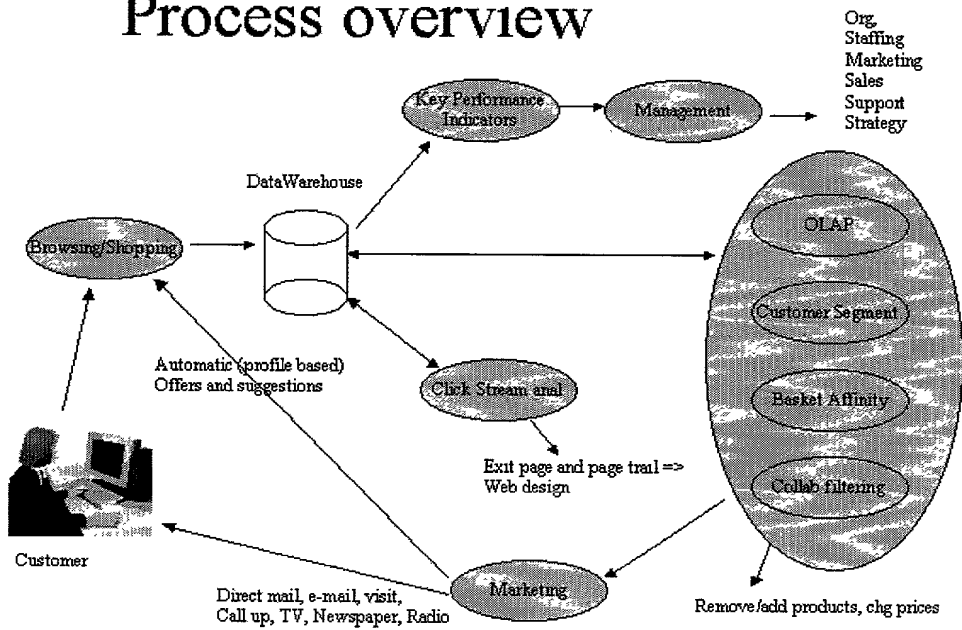 Process overview
Org,
Staffing
Marketing
Sales
Support
Strategy
Key Performance
Indicators
Management
DataWarehouse
Browsing/Shopping
OLAP
Customer Segment
Automatic (profile based)
Offers and suggestions
Click Stream anal
Basket Affinity
Exit page and page trail =>
Web design
Collab filtering
Customer
Direct mail, e-mail, visit,
Call up, TV, Newspaper, Radio
Marketing
Remove/add products, chg prices